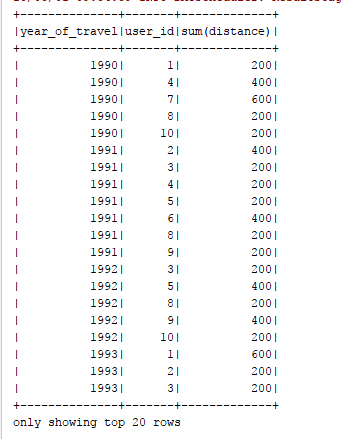 +--------------+-------+-------------+
|year_of_travel|user_id|sum(distance)|
+--------------+-------+-------------+
|          1990|      1|          200|
|          1990|      4|          400|
|          1990|      7|          600|
|          1990|      8|          200|
|          1990|     10|          200|
|          1991|      2|          400|
|          1991|      3|          200|
|          1991|      4|          200|
|          1991|      5|          200|
|          1991|      6|          400|
|          1991|      8|          200|
|          1991|      9|          200|
|          1992|      3|          200|
|          1992|      5|          400|
|          1992|      8|          200|
|          1992|      9|          400|
|          1992|     10|          200|
|          1993|      1|          600|
|          1993|      2|          200|
|          1993|      3|          200|
+--------------+-------+-------------+
only showing top 20 rows